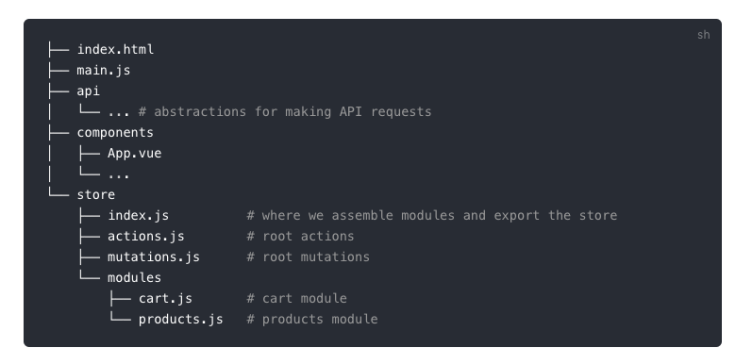 sh
├── index.html
├── main.js
├── api
│   └── ... # abstractions for making API requests
├── components
│   ├── App.vue
│   └── ...
└── store
    ├── index.js          # where we assemble modules and export the store
    ├── actions.js        # root actions
    ├── mutations.js      # root mutations
    └── modules
        ├── cart.js       # cart module
        └── products.js   # products module